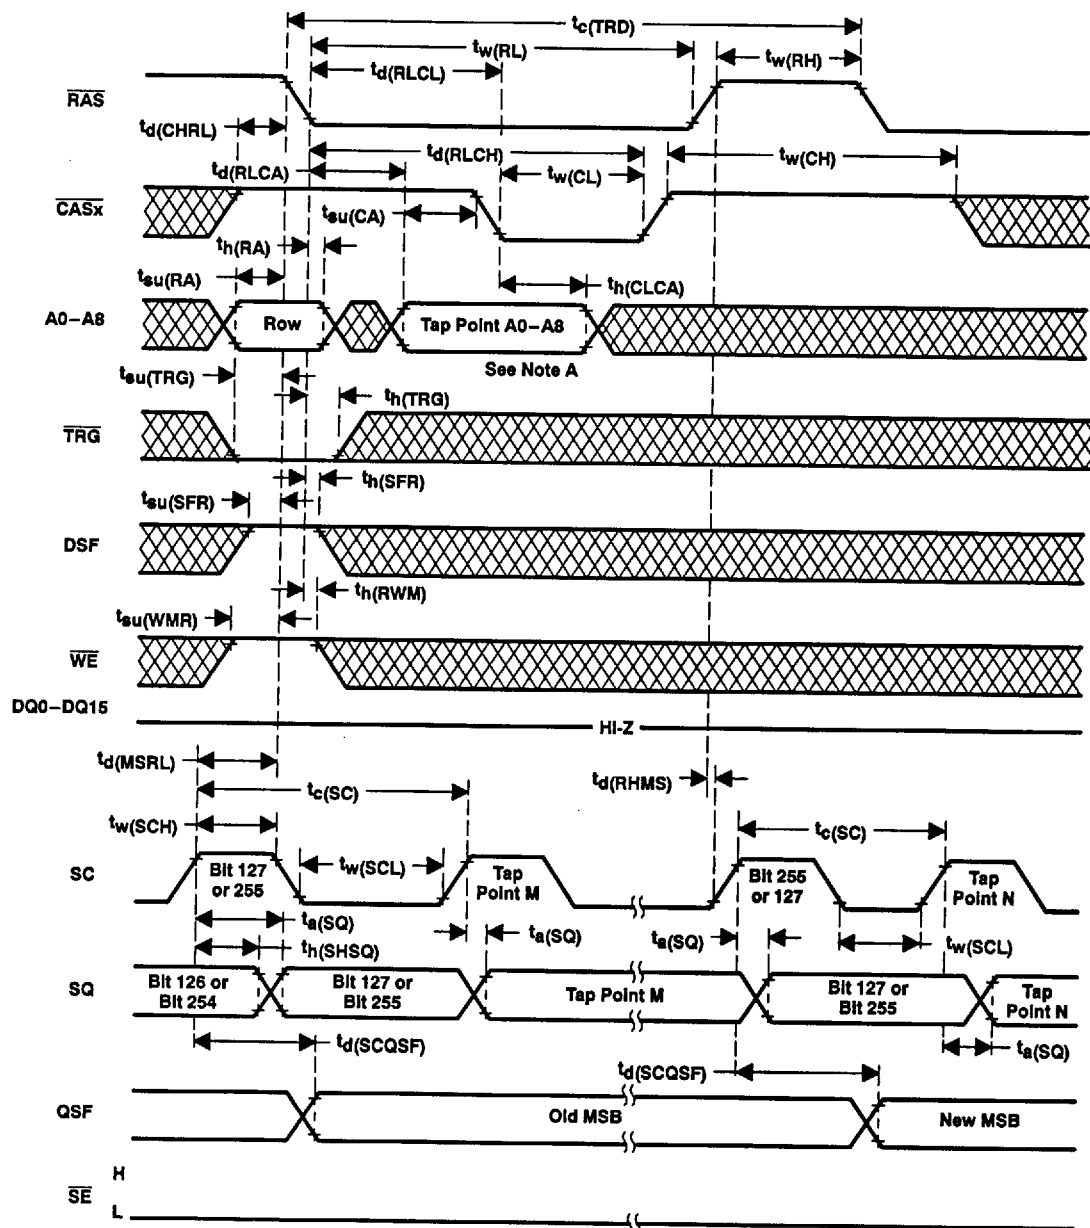 tc(TRD)
tw(RL)
tw(RH)
td(RLCL)
RAS
td(CHRL)
td(RLCH)
td(RLCA)
tw(CH)
tw(CL)
CASx
tsu(CA)
th(RA)
tsu(RA)
th(CLCA)
A0–A8
Row
Tap Point A0–A8
See Note A
tsu(TRG)
th(TRG)
TRG
th(SFR)
tsu(SFR)
DSF
th(RWM)
tsu(WMR)
WE
DQ0–DQ15
HI-Z
td(MSRL)
td(RHMS)
tc(SC)
tw(SCH)
tc(SC)
SC
Bit 127
or 255
tw(SCL)
Tap
Point M
Bit 255
or 127
Tap
Point N
ta(SQ)
ta(SQ)
ta(SQ)
th(SHSQ)
tw(SCL)
SQ
Bit 126 or
Bit 254
Bit 127 or
Bit 255
Tap Point M
Bit 127 or
Bit 255
Tap
Point N
td(SCQSF)
ta(SQ)
td(SCQSF)
QSF
Old MSB
New MSB
H
SE
L